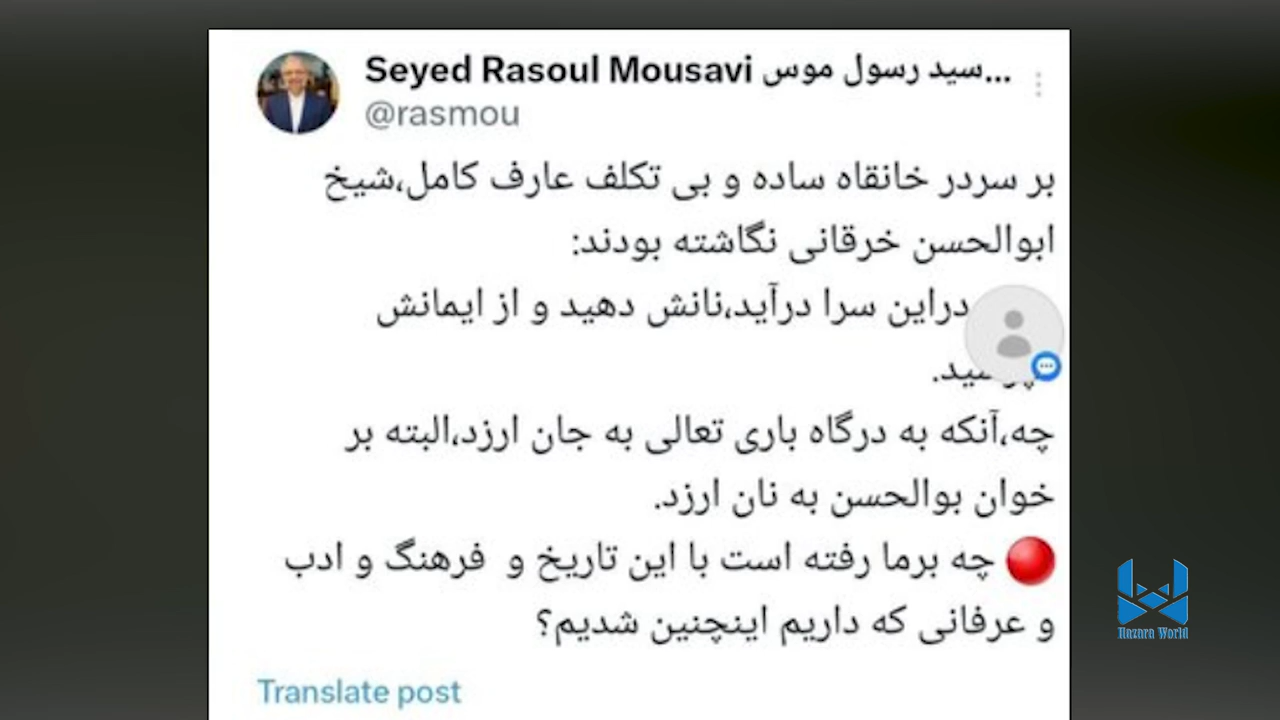 Seyed Rasoul Mousavi سید رسول موس...
@rasmou
بر سردر خانقاه ساده و بی تکلف عارف کامل،شیخ
ابوالحسن خرقانی نگاشته بودند:
دراین سرا درآید،نانش دهید و از ایمانش
چه،آنکه به درگاه باری تعالی به جان ارزد،البته بر
خوان بوالحسن به نان ارزد.
چه برما رفته است با این تاریخ و فرهنگ و ادب
و عرفانی که داریم اینچنین شدیم؟
Translate post
Hazara World